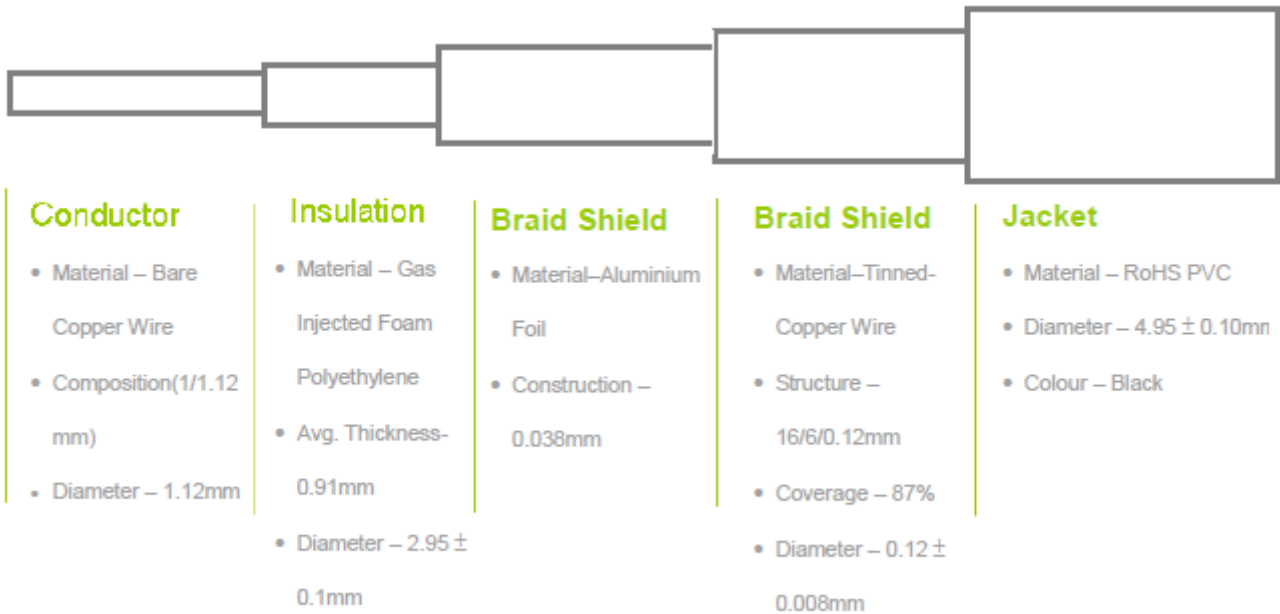 Conductor
• Material – Bare
Copper Wire
• Composition(1/1.12
mm)
• Diameter – 1.12mm
Insulation
• Material – Gas
Injected Foam
Polyethylene
• Avg. Thickness-
0.91mm
• Diameter – 2.95 ±
0.1mm
Braid Shield
• Material–Aluminium
Foil
• Construction –
0.038mm
Braid Shield
• Material–Tinned-
Copper Wire
• Structure –
16/6/0.12mm
• Coverage – 87%
• Diameter – 0.12 ±
0.008mm
Jacket
• Material – RoHS PVC
• Diameter – 4.95 ± 0.10mm
• Colour – Black